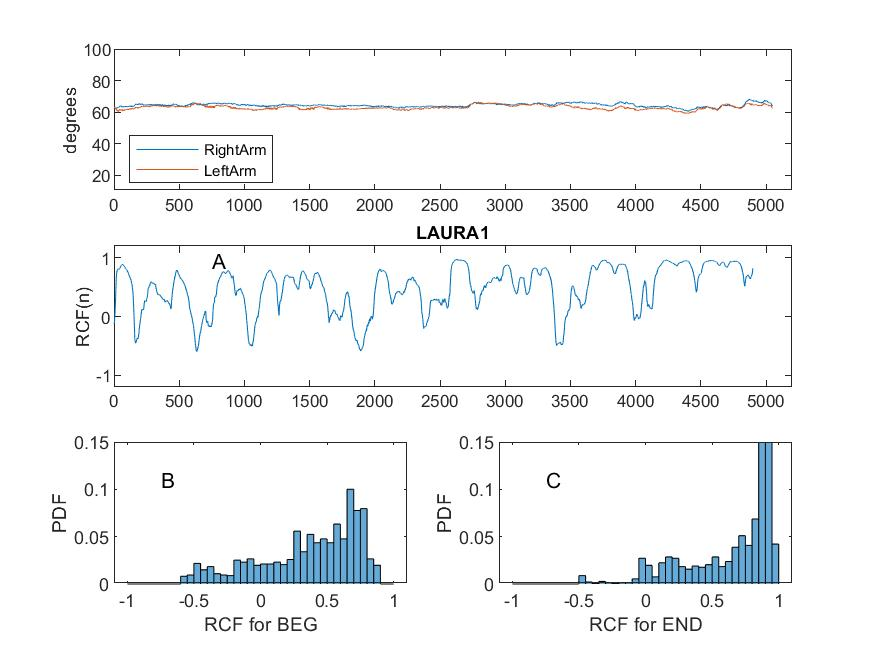 100
80
60
40
20
degrees
RightArm
LeftArm
0 500 1000 1500 2000 2500 3000 3500 4000 4500 5000
LAURA1
A
1
0
-1
RCF(n)
0 500 1000 1500 2000 2500 3000 3500 4000 4500 5000
0.15
0.1
0.05
0
PDF
B
-1 -0.5 0 0.5 1
RCF for BEG
0.15
0.1
0.05
0
PDF
C
-1 -0.5 0 0.5 1
RCF for END